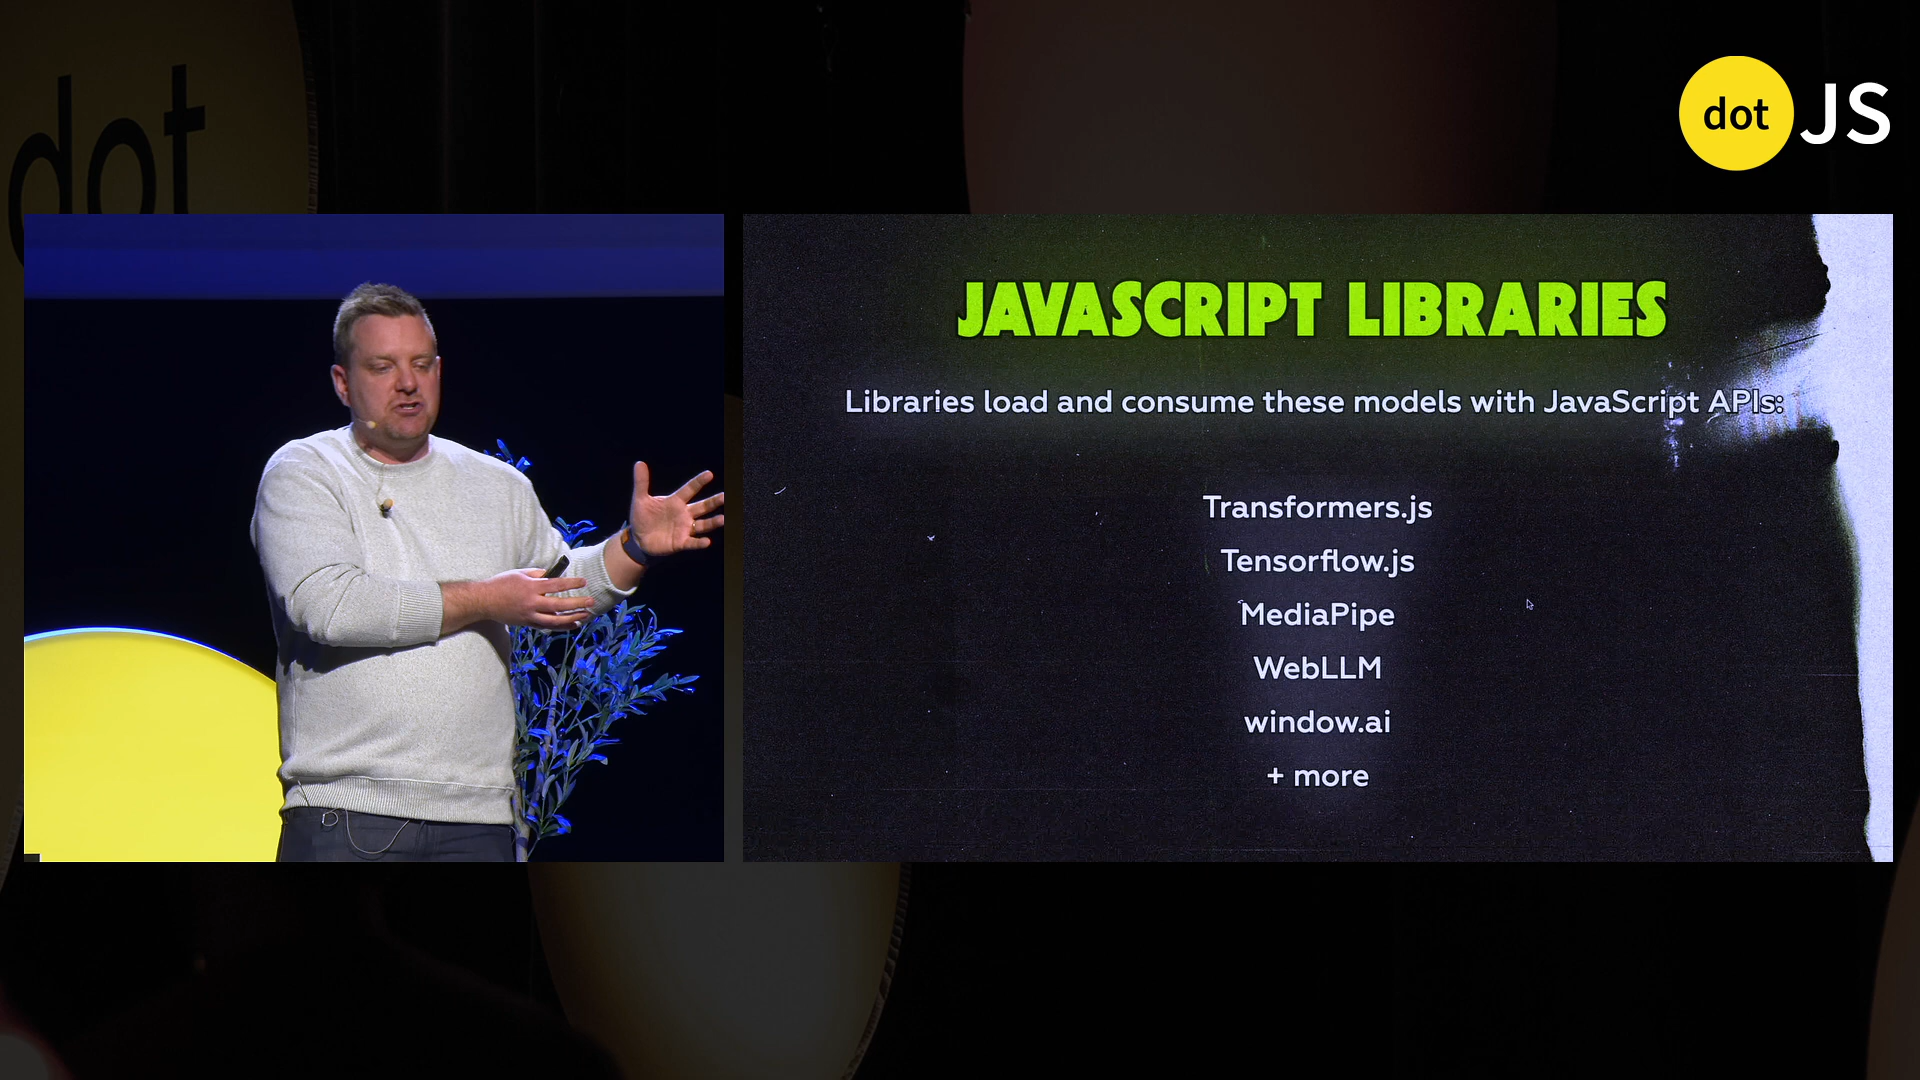 dot
dot JS
JAVASCRIPT LIBRARIES
Libraries load and consume these models with JavaScript APIs:
Transformers.js
Tensorflow.js
MediaPipe
WebLLM
window.ai
+ more